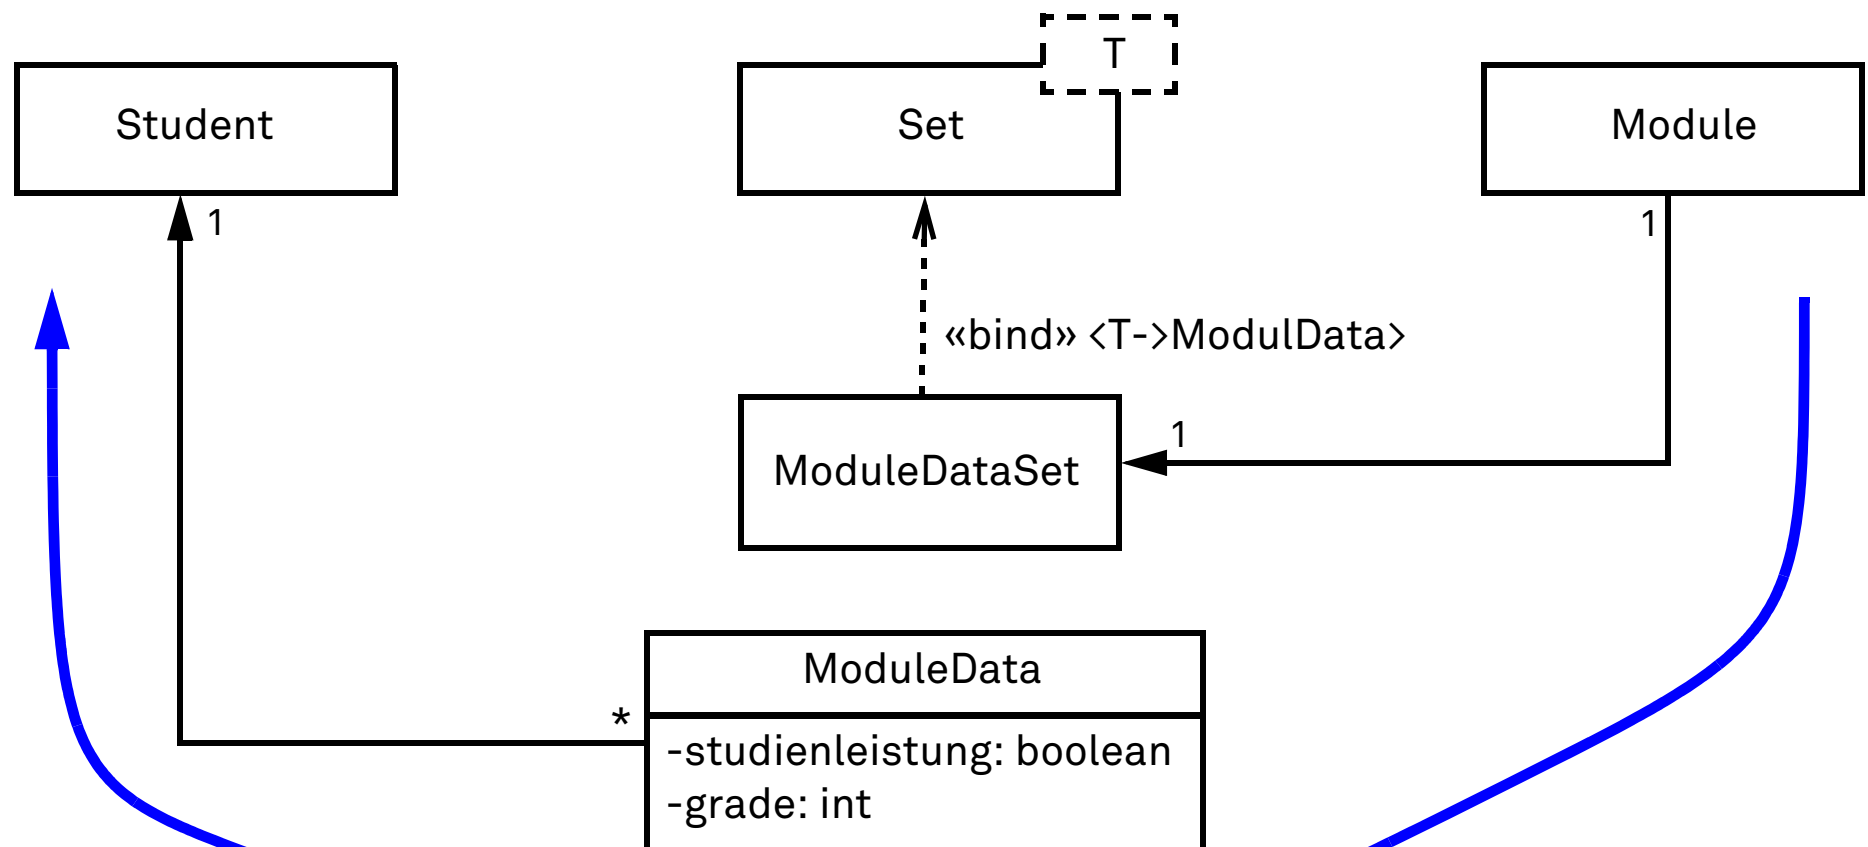 T
Student
Set
Module
1
1
«bind» <T->ModulData>
1
ModuleDataSet
ModuleData
*
-studienleistung: boolean
-grade: int